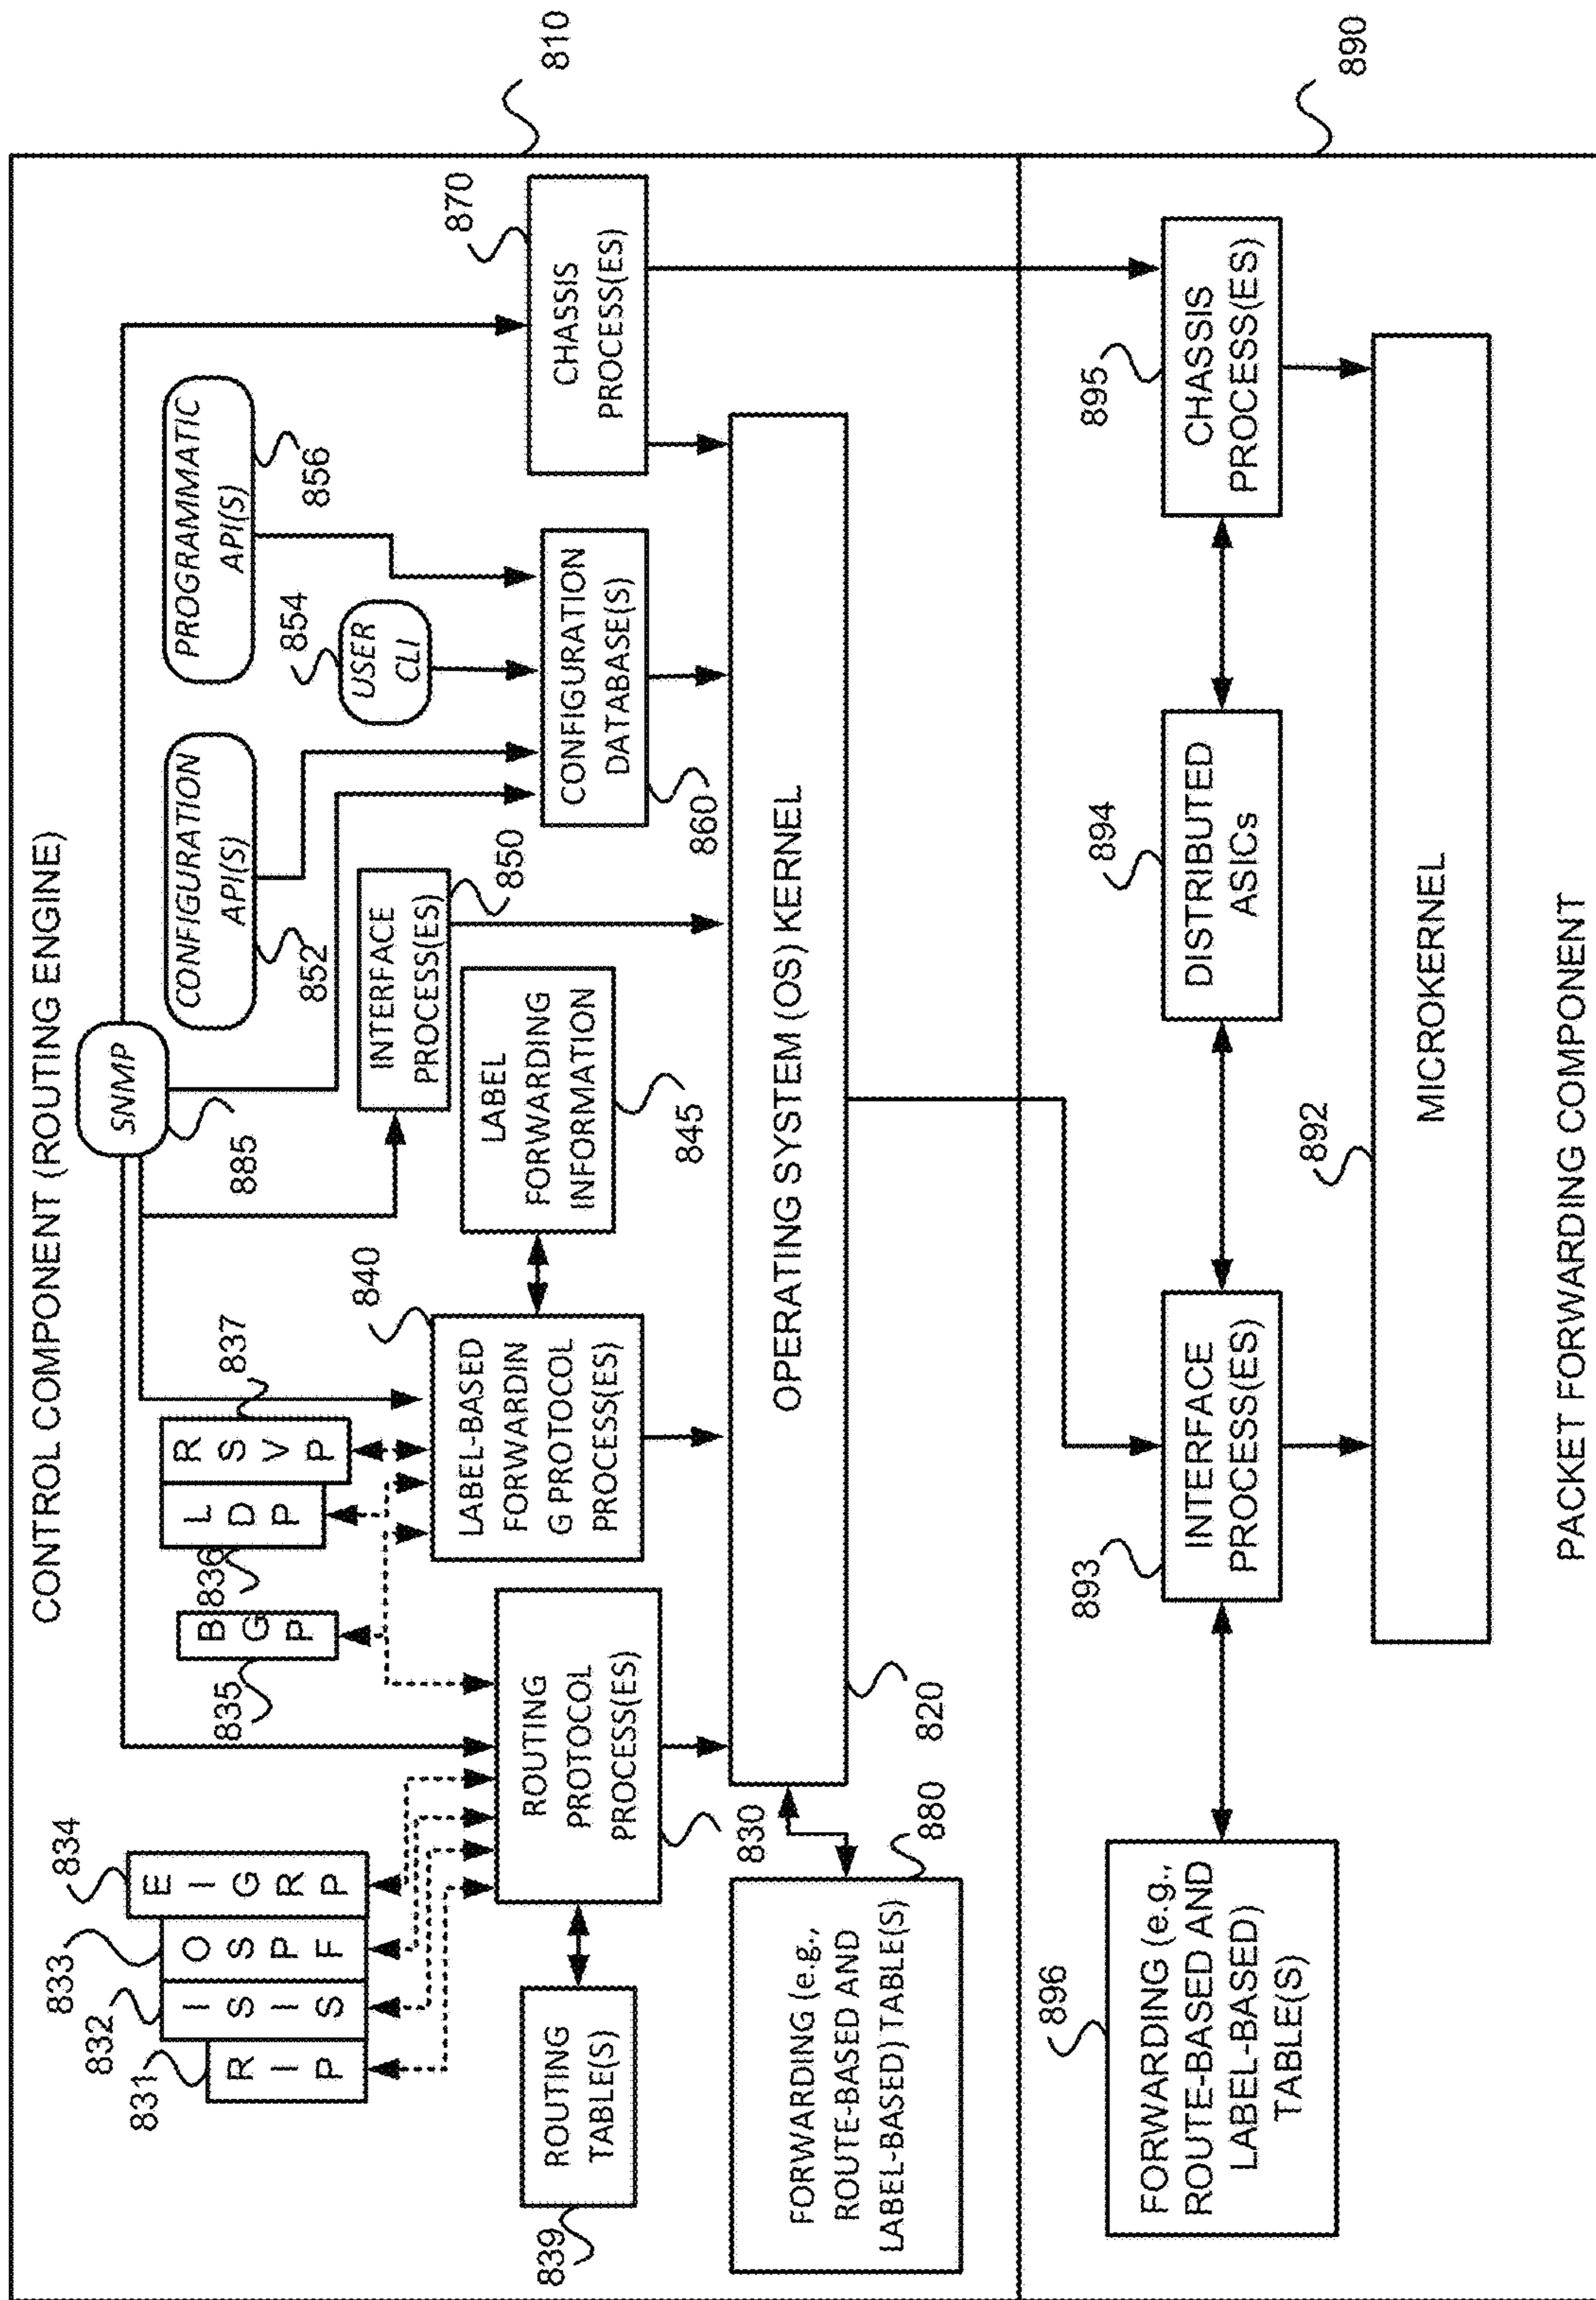 CONTROL COMPONENT (ROUTING ENGINE)
810
SNMP
885
834
833
832
831
E
I
G
R
P
O
S
P
F
I
S
I
S
R
I
P
835
B
G
P
836
L
D
P
R
S
V
P
837
CONFIGURATION
API(S)
852
PROGRAMMATIC
API(S)
856
854
USER
CLI
840
LABEL-BASED
FORWARDIN
G PROTOCOL
PROCESS(ES)
INTERFACE
PROCESS(ES)
850
LABEL
FORWARDING
INFORMATION
845
839
ROUTING
TABLE(S)
ROUTING
PROTOCOL
PROCESS(ES)
830
CONFIGURATION
DATABASE(S)
860
CHASSIS
PROCESS(ES)
870
FORWARDING (e.g.,
ROUTE-BASED AND
LABEL-BASED) TABLE(S)
880
OPERATING SYSTEM (OS) KERNEL
820
890
896
FORWARDING (e.g.,
ROUTE-BASED AND
LABEL-BASED)
TABLE(S)
893
INTERFACE
PROCESS(ES)
894
DISTRIBUTED
ASICs
895
CHASSIS
PROCESS(ES)
892
MICROKERNEL
PACKET FORWARDING COMPONENT